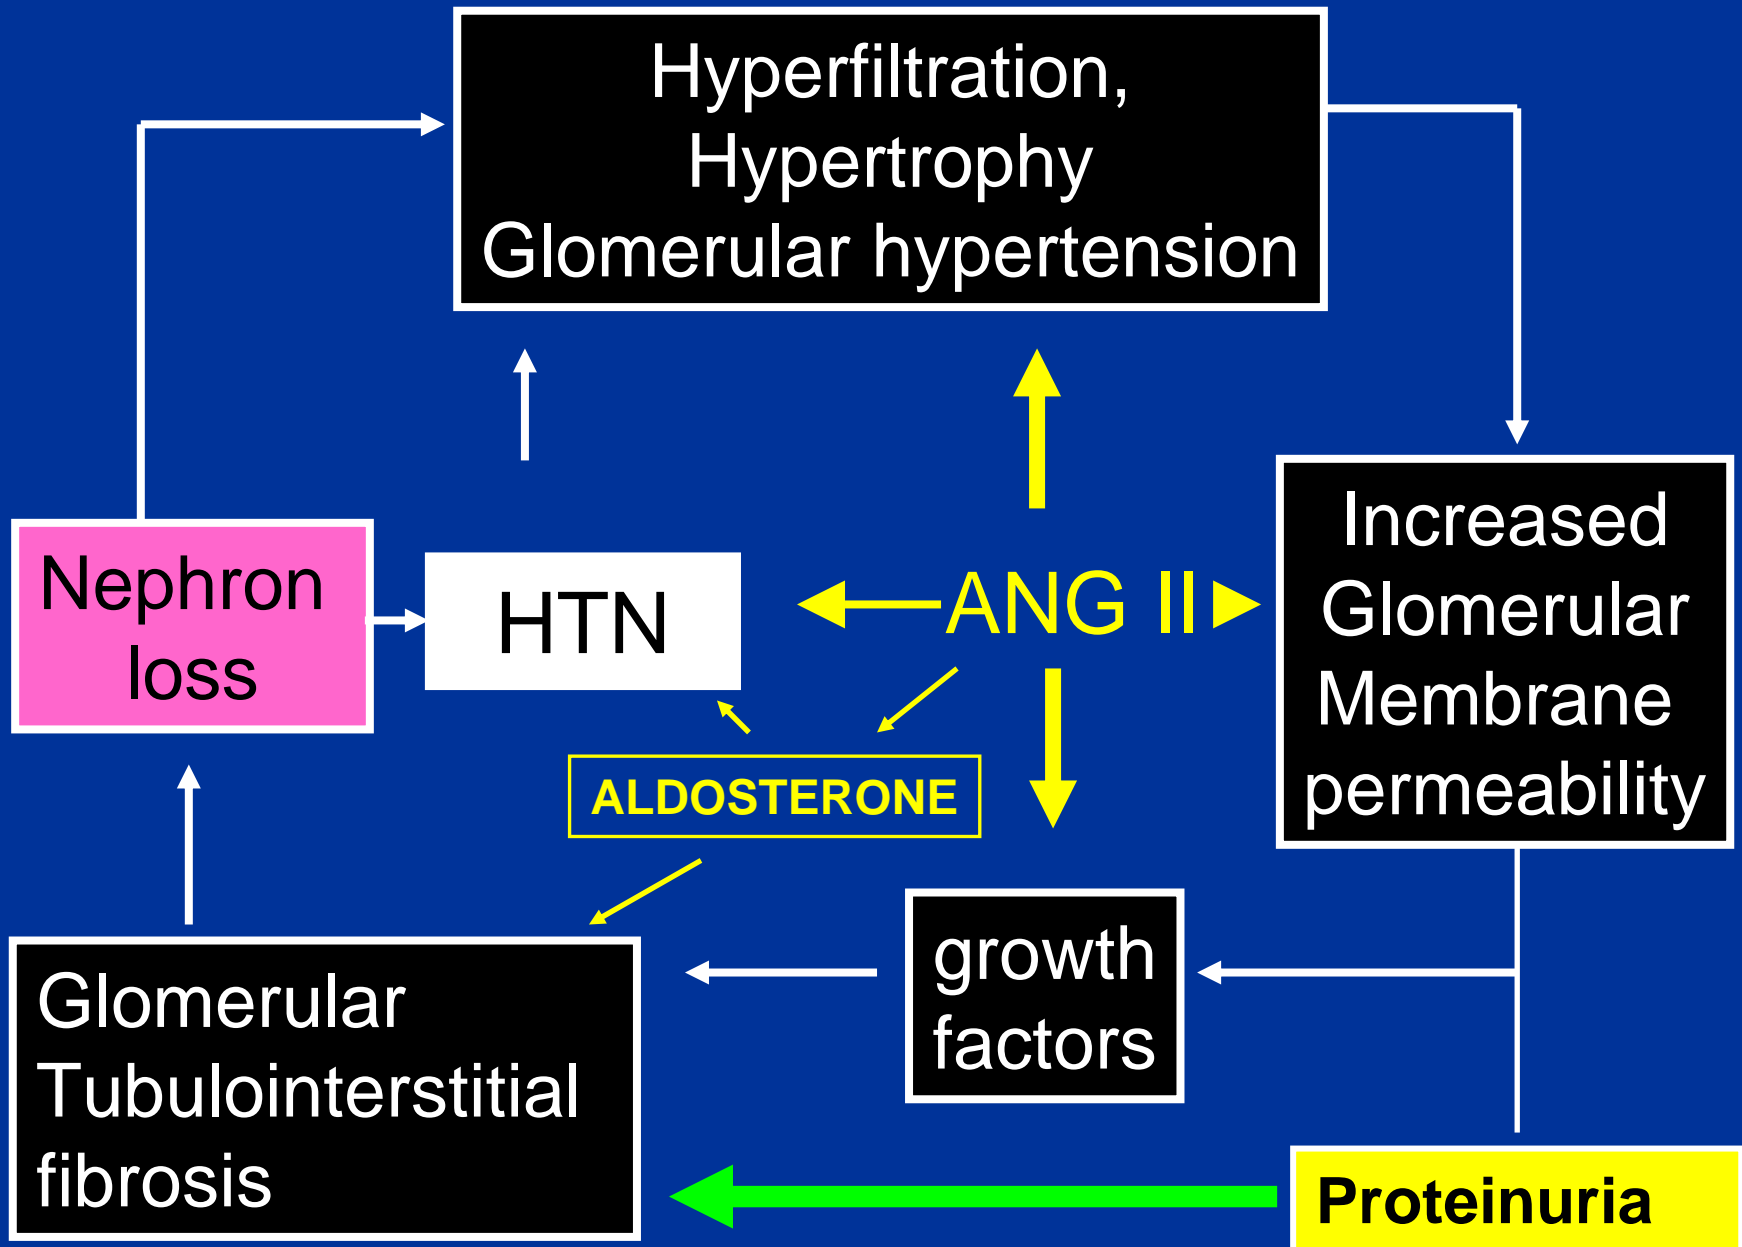 Hyperfiltration,
Hypertrophy
Glomerular hypertension
Nephron
loss
HTN
ANG II
Increased
Glomerular
Membrane
permeability
ALDOSTERONE
growth
factors
Glomerular
Tubulointerstitial
fibrosis
Proteinuria